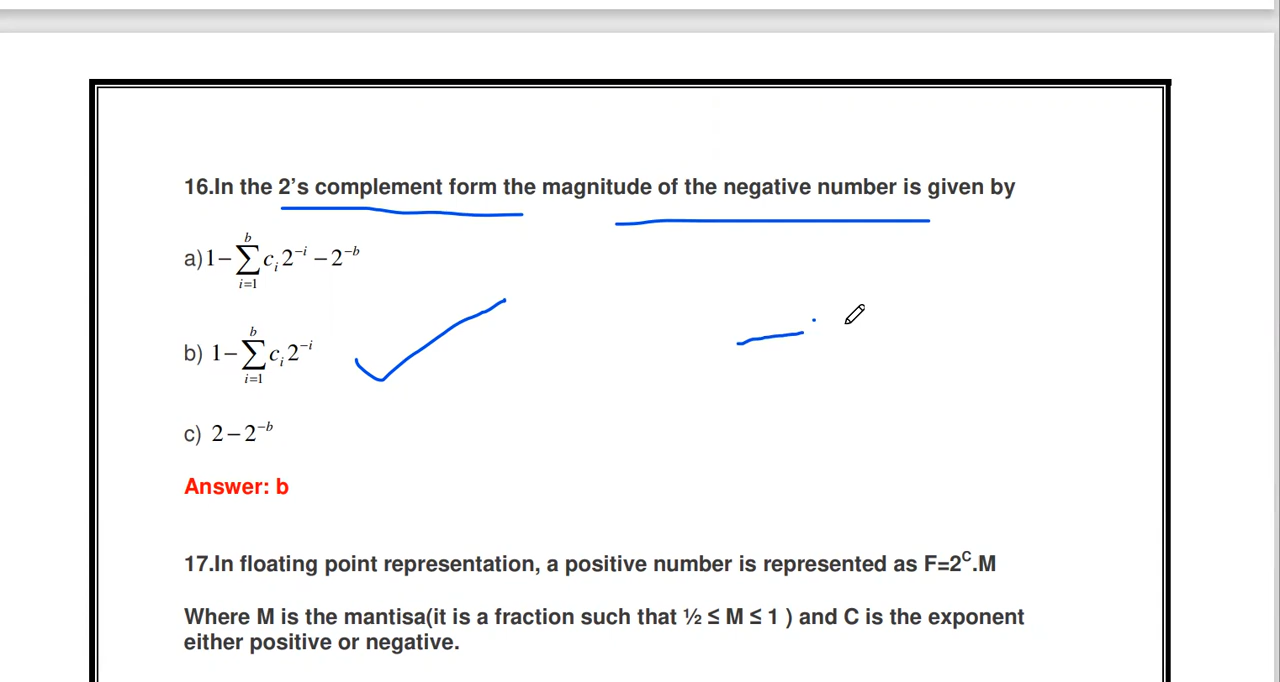 16.In the 2’s complement form the magnitude of the negative number is given by
a) 1 − ∑_{i=1}^{b} c_i 2^{−i} − 2^{−b}
b) 1 − ∑_{i=1}^{b} c_i 2^{−i}
c) 2 − 2^{−b}
Answer: b
17.In floating point representation, a positive number is represented as F=2^C.M
Where M is the mantisa(it is a fraction such that ½ ≤ M ≤ 1 ) and C is the exponent
either positive or negative.